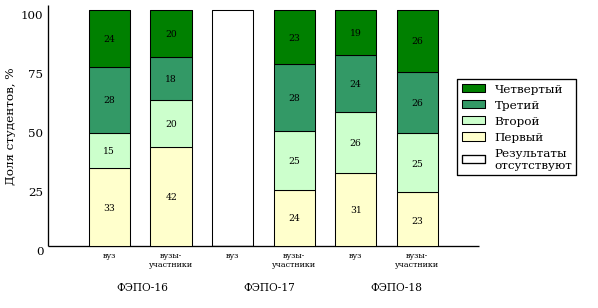 Доля студентов, %
100
75
50
25
0
24
28
15
33
20
18
20
42
23
28
25
24
19
24
26
31
26
26
25
23
вуз
вузы-
участники
вуз
вузы-
участники
вуз
вузы-
участники
ФЭПО-16
ФЭПО-17
ФЭПО-18
Четвертый
Третий
Второй
Первый
Результаты
отсутствуют